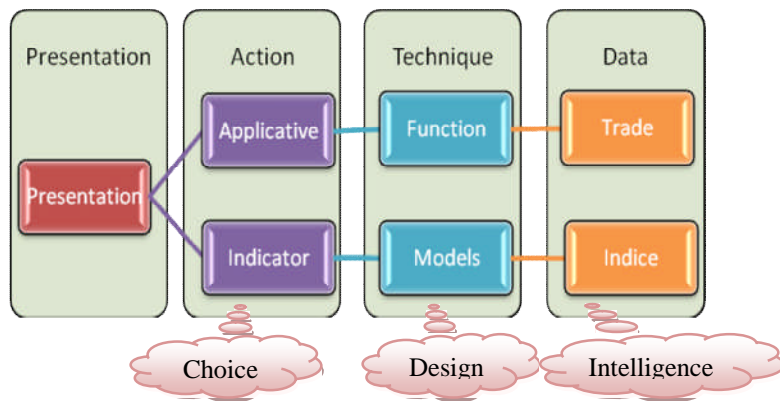 Presentation
Action
Technique
Data
Applicative
Function
Trade
Presentation
Indicator
Models
Indice
Choice
Design
Intelligence